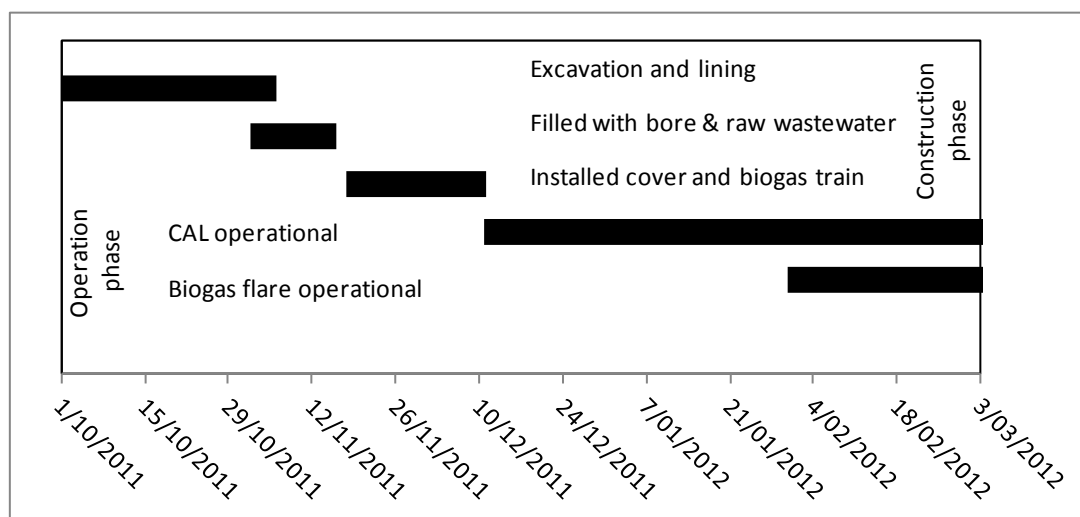 Excavation and lining
Filled with bore & raw wastewater
Installed cover and biogas train
Construction
phase
Operation
phase
CAL operational
Biogas flare operational
1/10/2011
15/10/2011
29/10/2011
12/11/2011
26/11/2011
10/12/2011
24/12/2011
7/01/2012
21/01/2012
4/02/2012
18/02/2012
3/03/2012